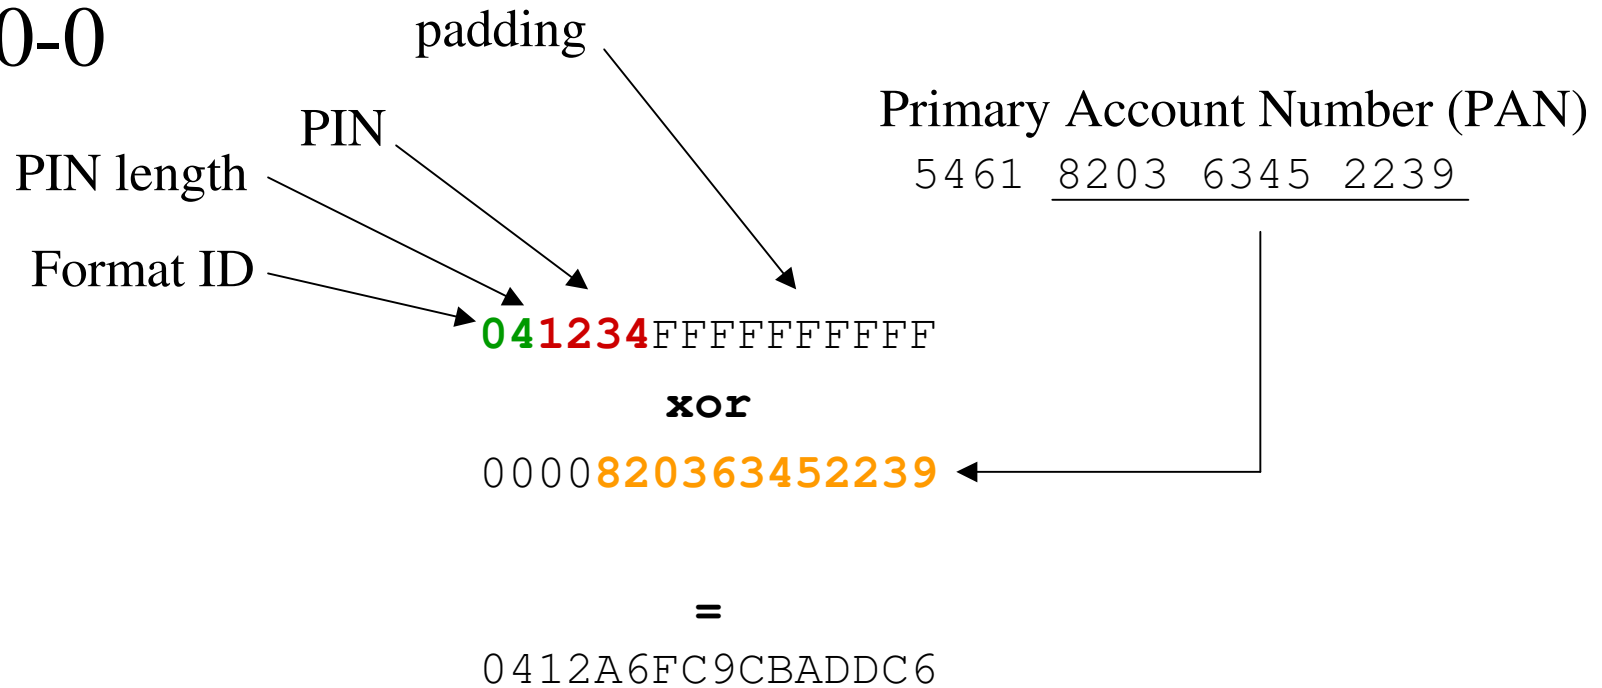 0-0
padding
Primary Account Number (PAN)
PIN
5461 8203 6345 2239
PIN length
Format ID
041234FFFFFFFFFF
xor
0000820363452239
=
0412A6FC9CBADDC6